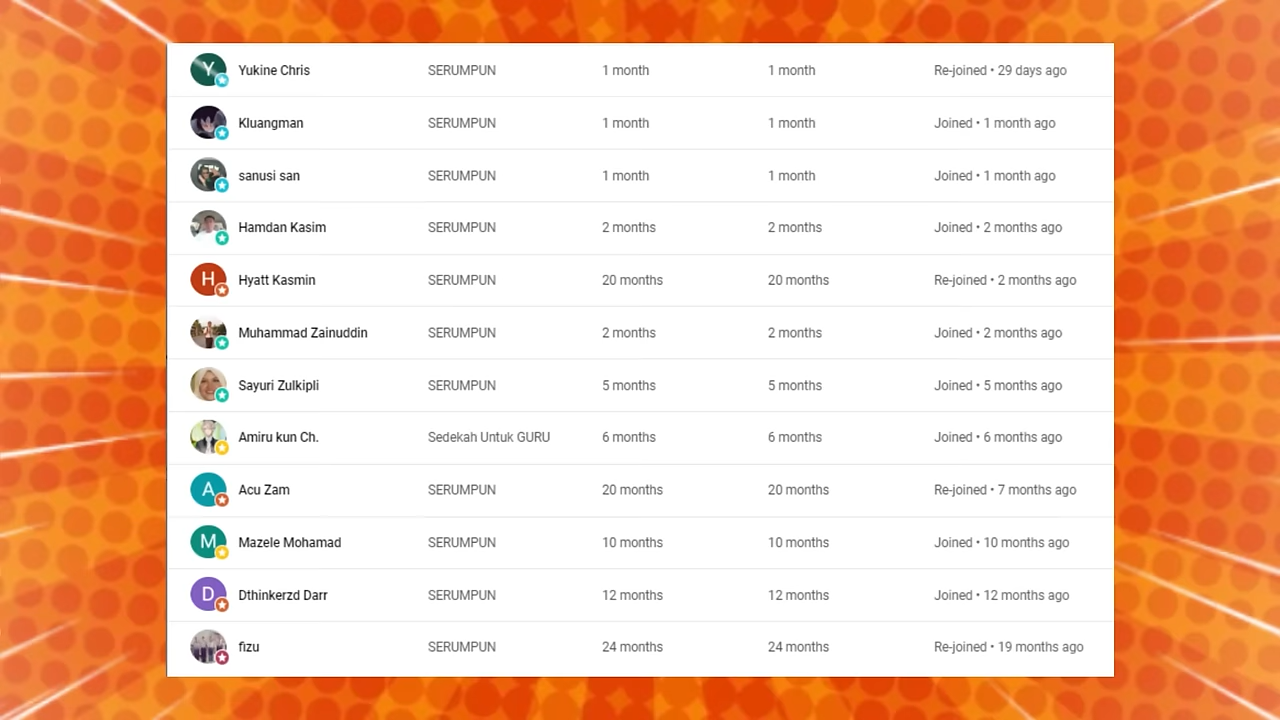 Y Yukine Chris SERUMPUN 1 month 1 month Re-joined • 29 days ago
Kluangman SERUMPUN 1 month 1 month Joined • 1 month ago
sanusi san SERUMPUN 1 month 1 month Joined • 1 month ago
Hamdan Kasim SERUMPUN 2 months 2 months Joined • 2 months ago
H Hyatt Kasmin SERUMPUN 20 months 20 months Re-joined • 2 months ago
Muhammad Zainuddin SERUMPUN 2 months 2 months Joined • 2 months ago
Sayuri Zulkipli SERUMPUN 5 months 5 months Joined • 5 months ago
Amiru kun Ch. Sedekah Untuk GURU 6 months 6 months Joined • 6 months ago
A Acu Zam SERUMPUN 20 months 20 months Re-joined • 7 months ago
M Mazele Mohamad SERUMPUN 10 months 10 months Joined • 10 months ago
D Dthinkerzd Darr SERUMPUN 12 months 12 months Joined • 12 months ago
fizu SERUMPUN 24 months 24 months Re-joined • 19 months ago